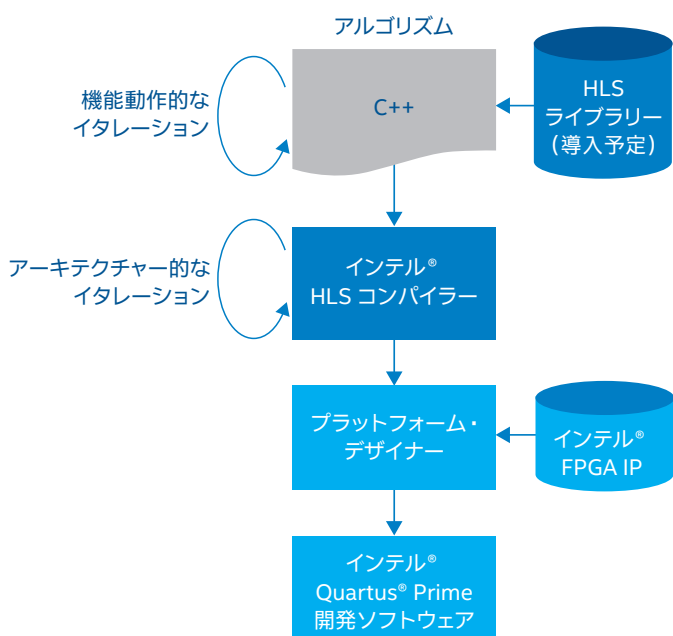 アルゴリズム
C++
HLS
ライブラリー
(導入予定)
機能動作的な
イタレーション
アーキテクチャー的な
イタレーション
インテル®
HLS コンパイラー
プラットフォーム・
デザイナー
インテル®
FPGA IP
インテル®
Quartus® Prime
開発ソフトウェア